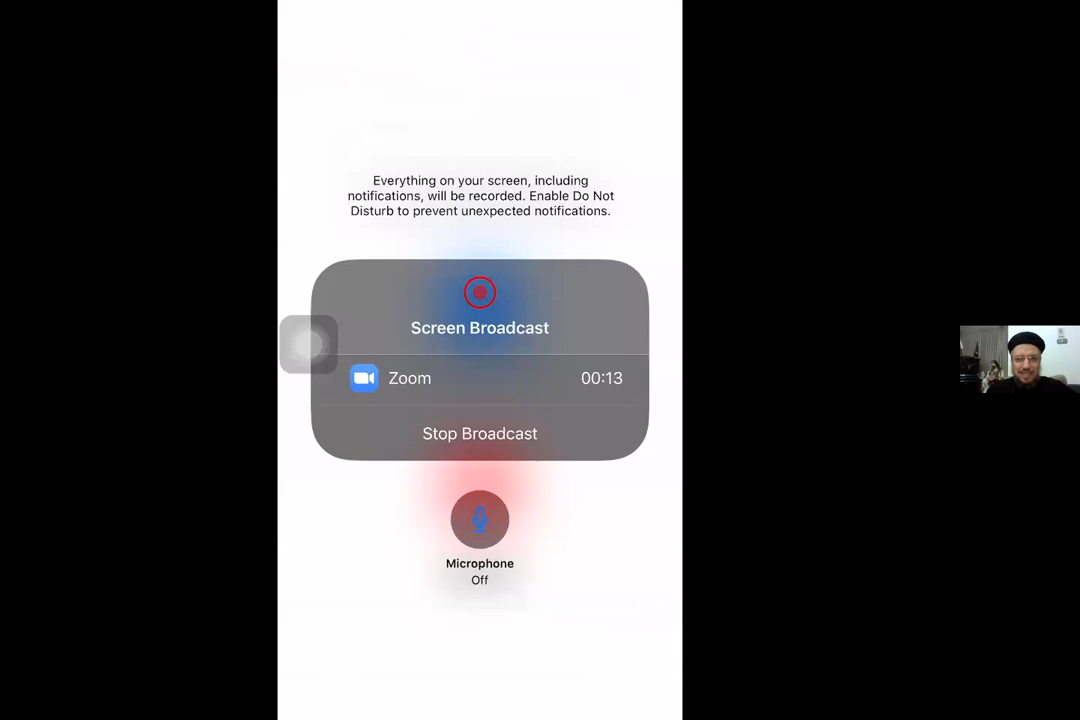 Everything on your screen, including
notifications, will be recorded. Enable Do Not
Disturb to prevent unexpected notifications.
Screen Broadcast
Zoom 00:13
Stop Broadcast
Microphone
Off